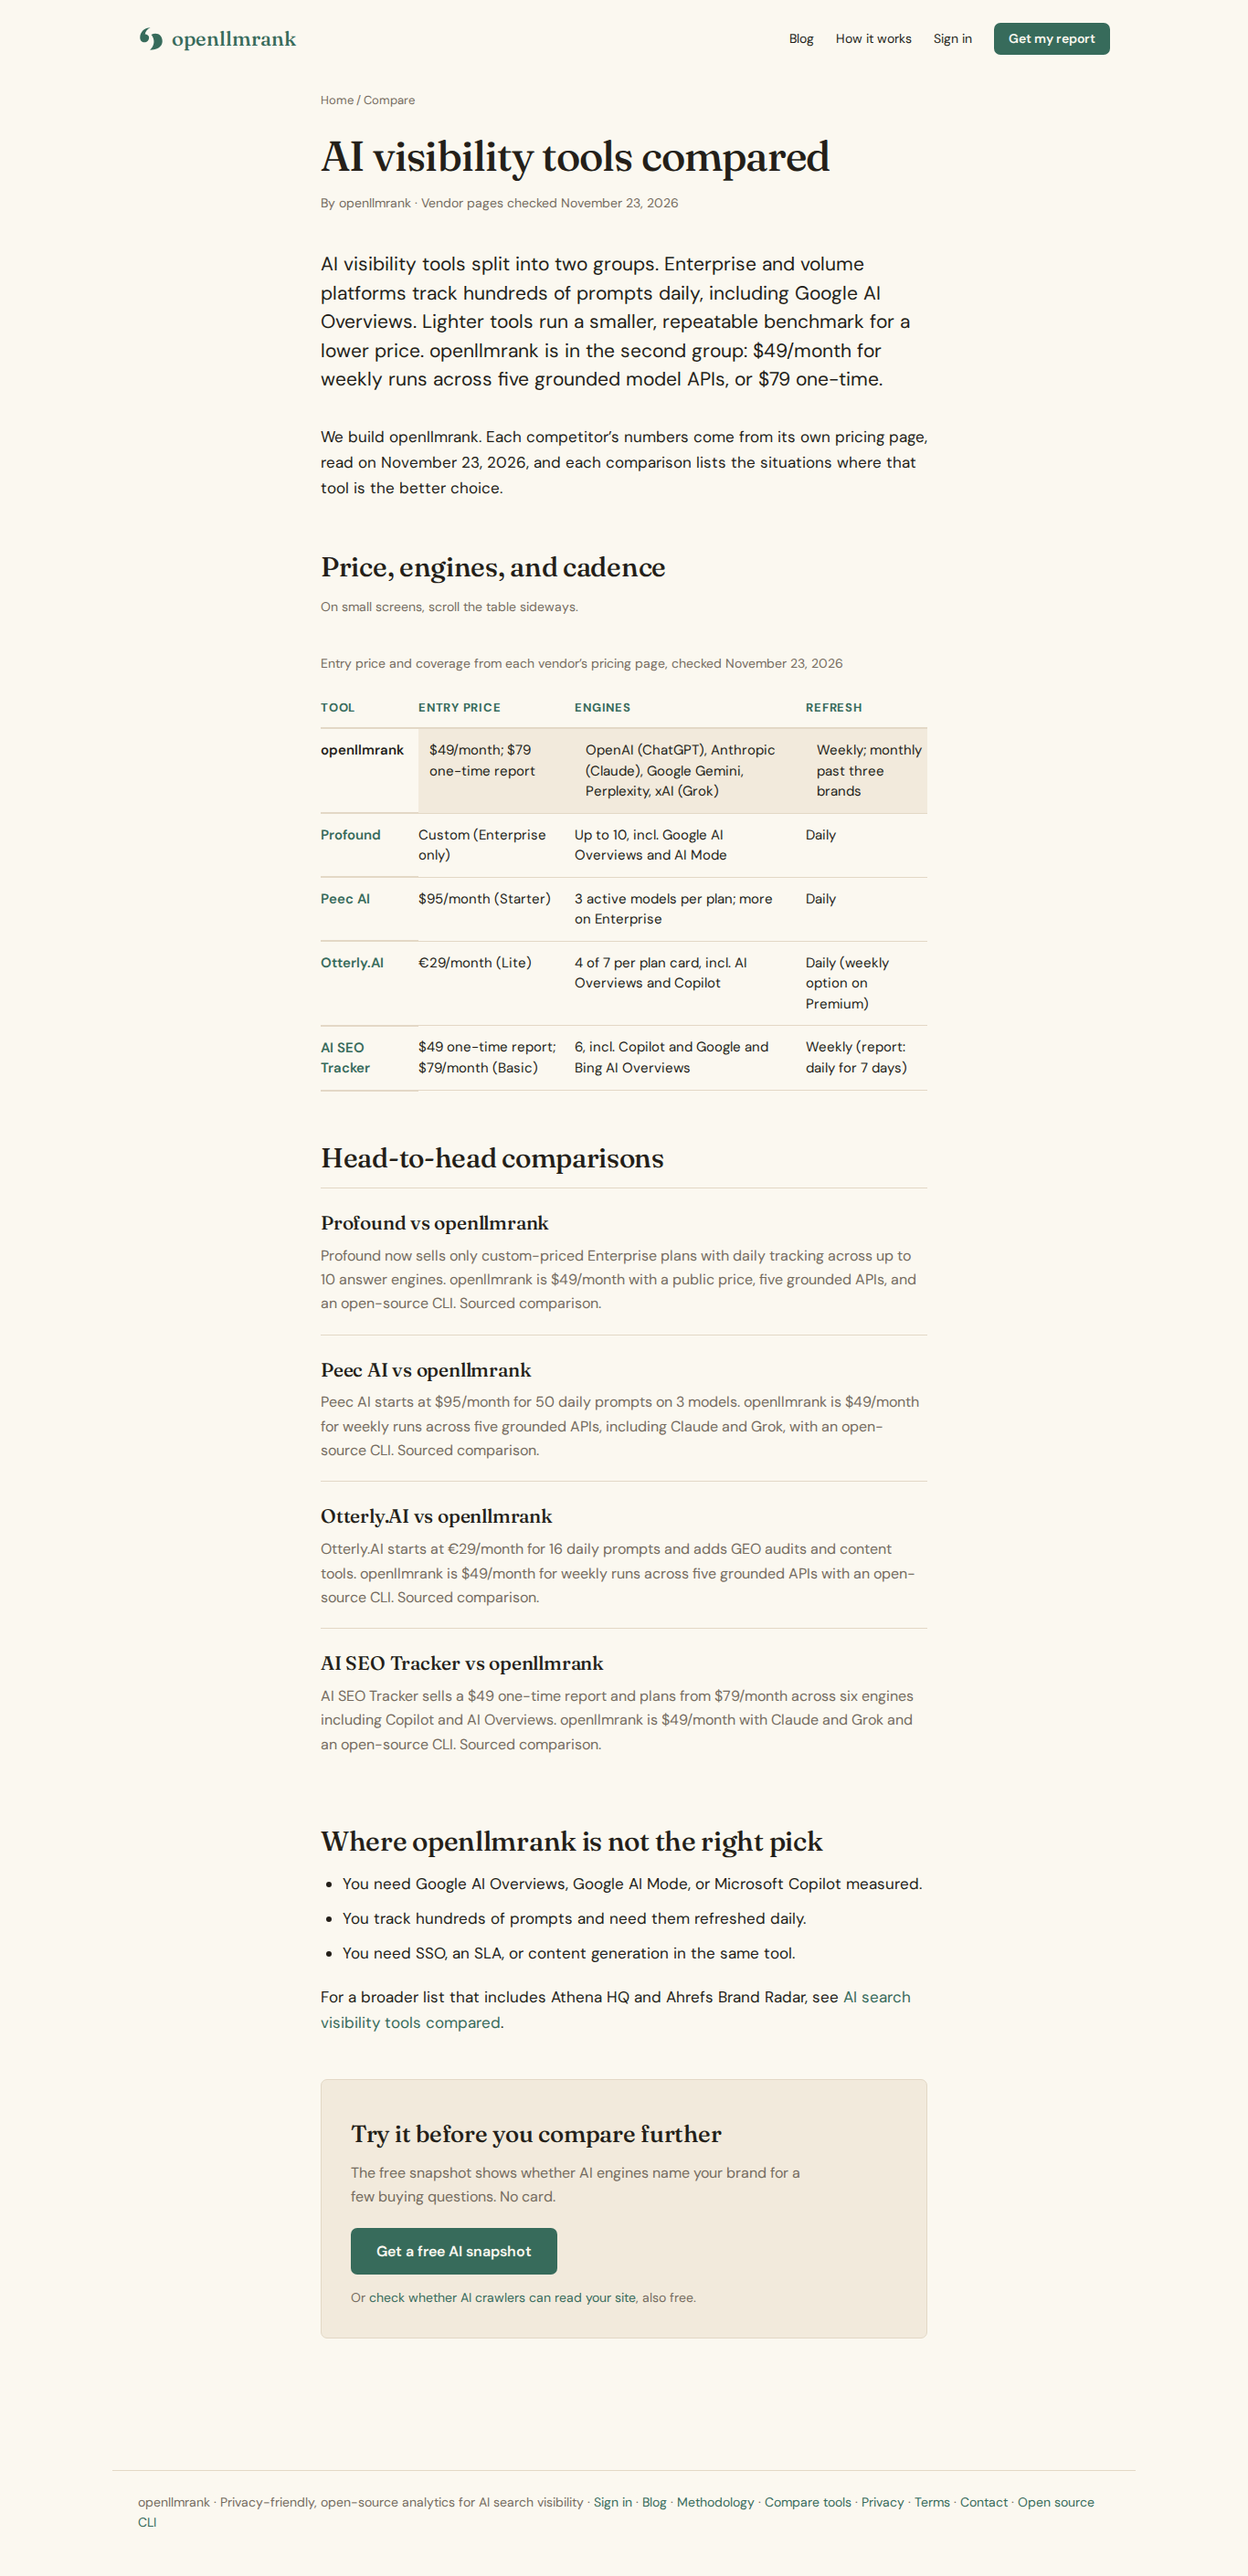 openllmrank
Blog How it works Sign in Get my report
Home / Compare
AI visibility tools compared
By openllmrank · Vendor pages checked November 23, 2026
AI visibility tools split into two groups. Enterprise and volume
platforms track hundreds of prompts daily, including Google AI
Overviews. Lighter tools run a smaller, repeatable benchmark for a
lower price. openllmrank is in the second group: $49/month for
weekly runs across five grounded model APIs, or $79 one-time.
We build openllmrank. Each competitor’s numbers come from its own pricing page,
read on November 23, 2026, and each comparison lists the situations where that
tool is the better choice.
Price, engines, and cadence
On small screens, scroll the table sideways.
Entry price and coverage from each vendor’s pricing page, checked November 23, 2026
TOOL ENTRY PRICE ENGINES REFRESH
openllmrank $49/month; $79 OpenAI (ChatGPT), Anthropic Weekly; monthly
one-time report (Claude), Google Gemini, past three
Perplexity, xAI (Grok) brands
Profound Custom (Enterprise Up to 10, incl. Google AI Daily
only) Overviews and AI Mode
Peec AI $95/month (Starter) 3 active models per plan; more Daily
on Enterprise
Otterly.AI €29/month (Lite) 4 of 7 per plan card, incl. AI Daily (weekly
Overviews and Copilot option on
Premium)
AI SEO $49 one-time report; 6, incl. Copilot and Google and Weekly (report:
Tracker $79/month (Basic) Bing AI Overviews daily for 7 days)
Head-to-head comparisons
Profound vs openllmrank
Profound now sells only custom-priced Enterprise plans with daily tracking across up to
10 answer engines. openllmrank is $49/month with a public price, five grounded APIs, and
an open-source CLI. Sourced comparison.
Peec AI vs openllmrank
Peec AI starts at $95/month for 50 daily prompts on 3 models. openllmrank is $49/month
for weekly runs across five grounded APIs, including Claude and Grok, with an open-
source CLI. Sourced comparison.
Otterly.AI vs openllmrank
Otterly.AI starts at €29/month for 16 daily prompts and adds GEO audits and content
tools. openllmrank is $49/month for weekly runs across five grounded APIs with an open-
source CLI. Sourced comparison.
AI SEO Tracker vs openllmrank
AI SEO Tracker sells a $49 one-time report and plans from $79/month across six engines
including Copilot and AI Overviews. openllmrank is $49/month with Claude and Grok and
an open-source CLI. Sourced comparison.
Where openllmrank is not the right pick
• You need Google AI Overviews, Google AI Mode, or Microsoft Copilot measured.
• You track hundreds of prompts and need them refreshed daily.
• You need SSO, an SLA, or content generation in the same tool.
For a broader list that includes Athena HQ and Ahrefs Brand Radar, see AI search
visibility tools compared.
Try it before you compare further
The free snapshot shows whether AI engines name your brand for a
few buying questions. No card.
Get a free AI snapshot
Or check whether AI crawlers can read your site, also free.
openllmrank · Privacy-friendly, open-source analytics for AI search visibility · Sign in · Blog · Methodology · Compare tools · Privacy · Terms · Contact · Open source
CLI